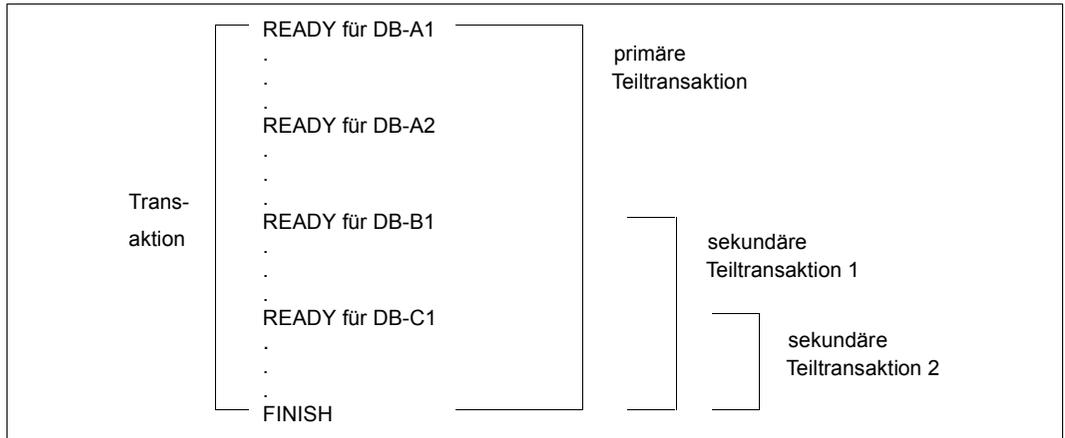 READY für DB-A1
primäre
.
Teiltransaktion
.
.
READY für DB-A2
.
.
.
Trans-
aktion
READY für DB-B1
sekundäre
Teiltransaktion 1
.
.
.
READY für DB-C1
sekundäre
Teiltransaktion 2
.
.
.
FINISH